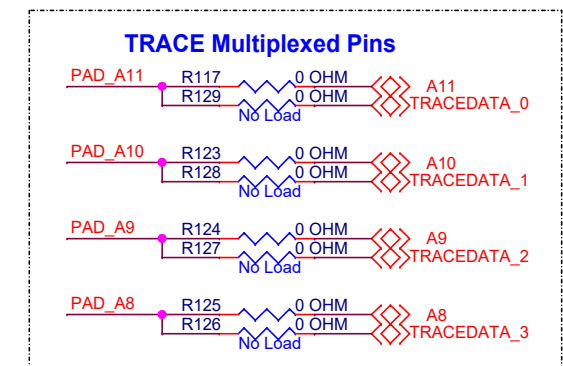 TRACE Multiplexed Pins
PAD_A11 R117 0 OHM A11
R129 0 OHM TRACEDATA_0
No Load
PAD_A10 R123 0 OHM A10
R128 0 OHM TRACEDATA_1
No Load
PAD_A9 R124 0 OHM A9
R127 0 OHM TRACEDATA_2
No Load
PAD_A8 R125 0 OHM A8
R126 0 OHM TRACEDATA_3
No Load